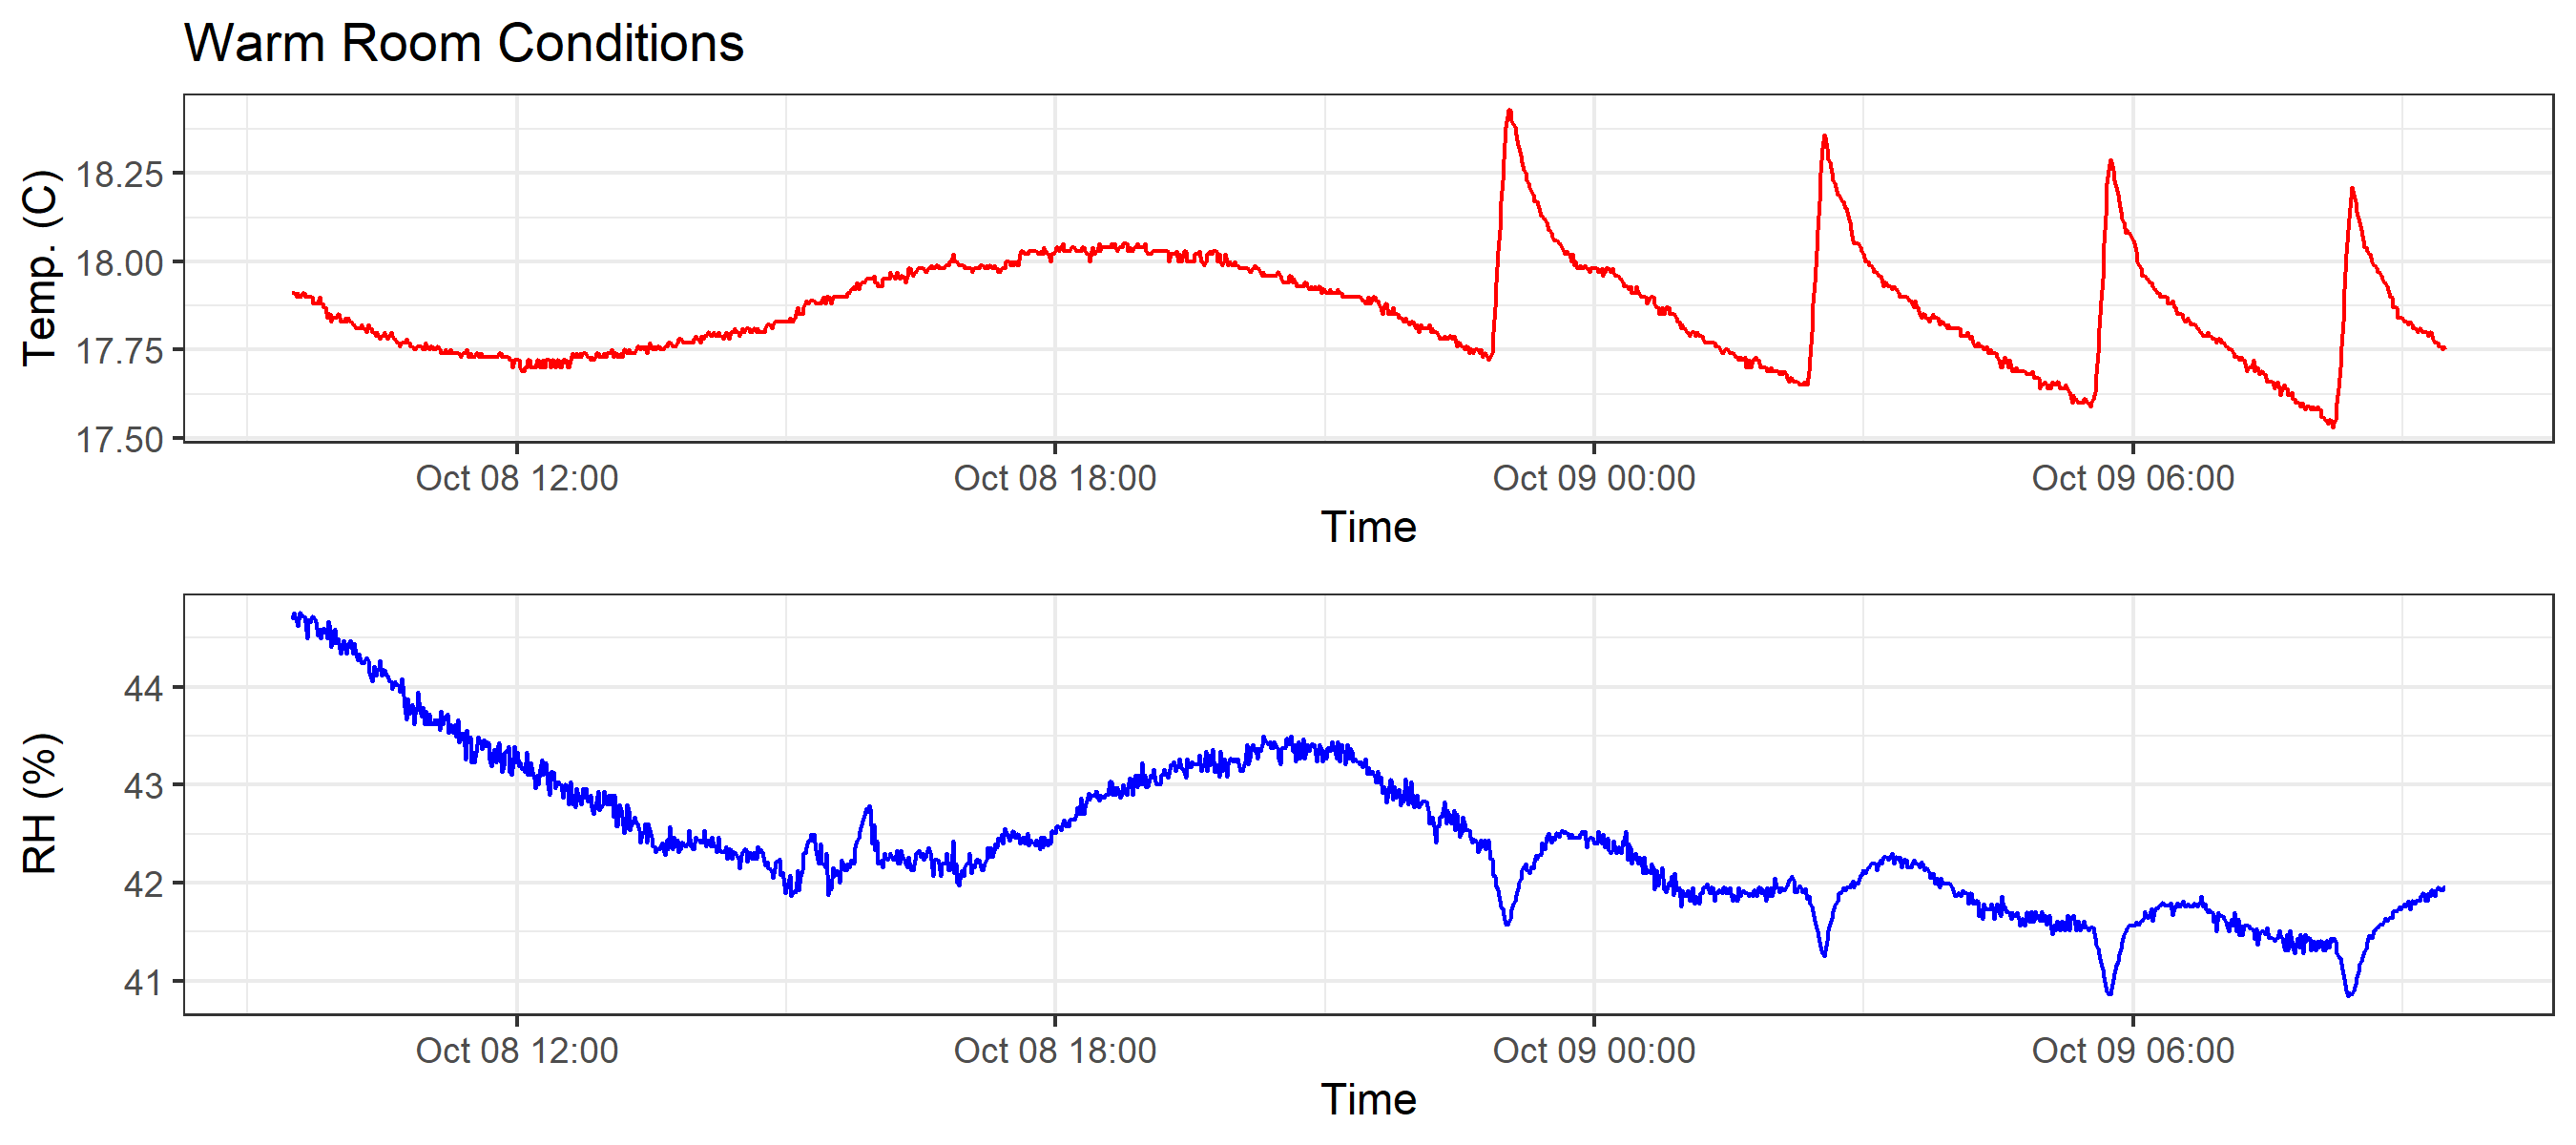 Warm Room Conditions
Temp. (C)
18.25
18.00
17.75
17.50
Oct 08 12:00 Oct 08 18:00 Oct 09 00:00 Oct 09 06:00
Time
RH (%)
44
43
42
41
Oct 08 12:00 Oct 08 18:00 Oct 09 00:00 Oct 09 06:00
Time